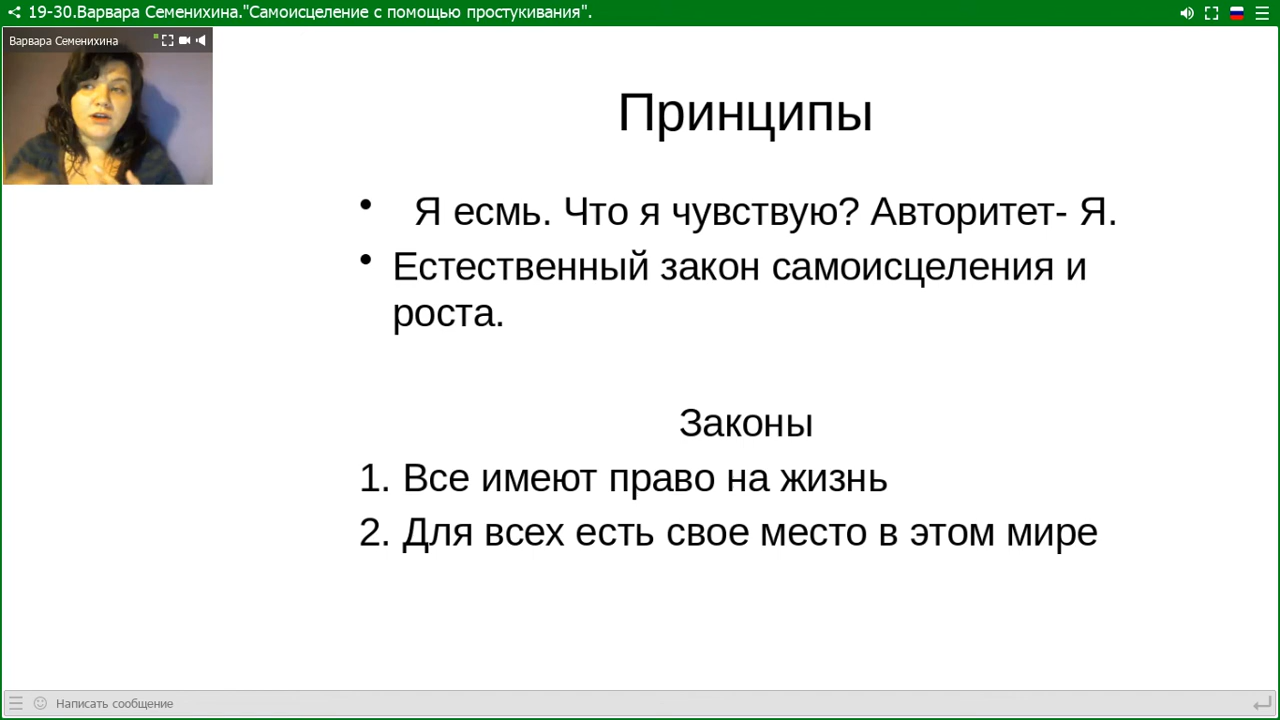 19-30.Варвара Семенихина."Самоисцеление с помощью простукивания".
Варвара Семенихина
Принципы
• Я есмь. Что я чувствую? Авторитет- Я.
• Естественный закон самоисцеления и
роста.
Законы
1. Все имеют право на жизнь
2. Для всех есть свое место в этом мире
Написать сообщение